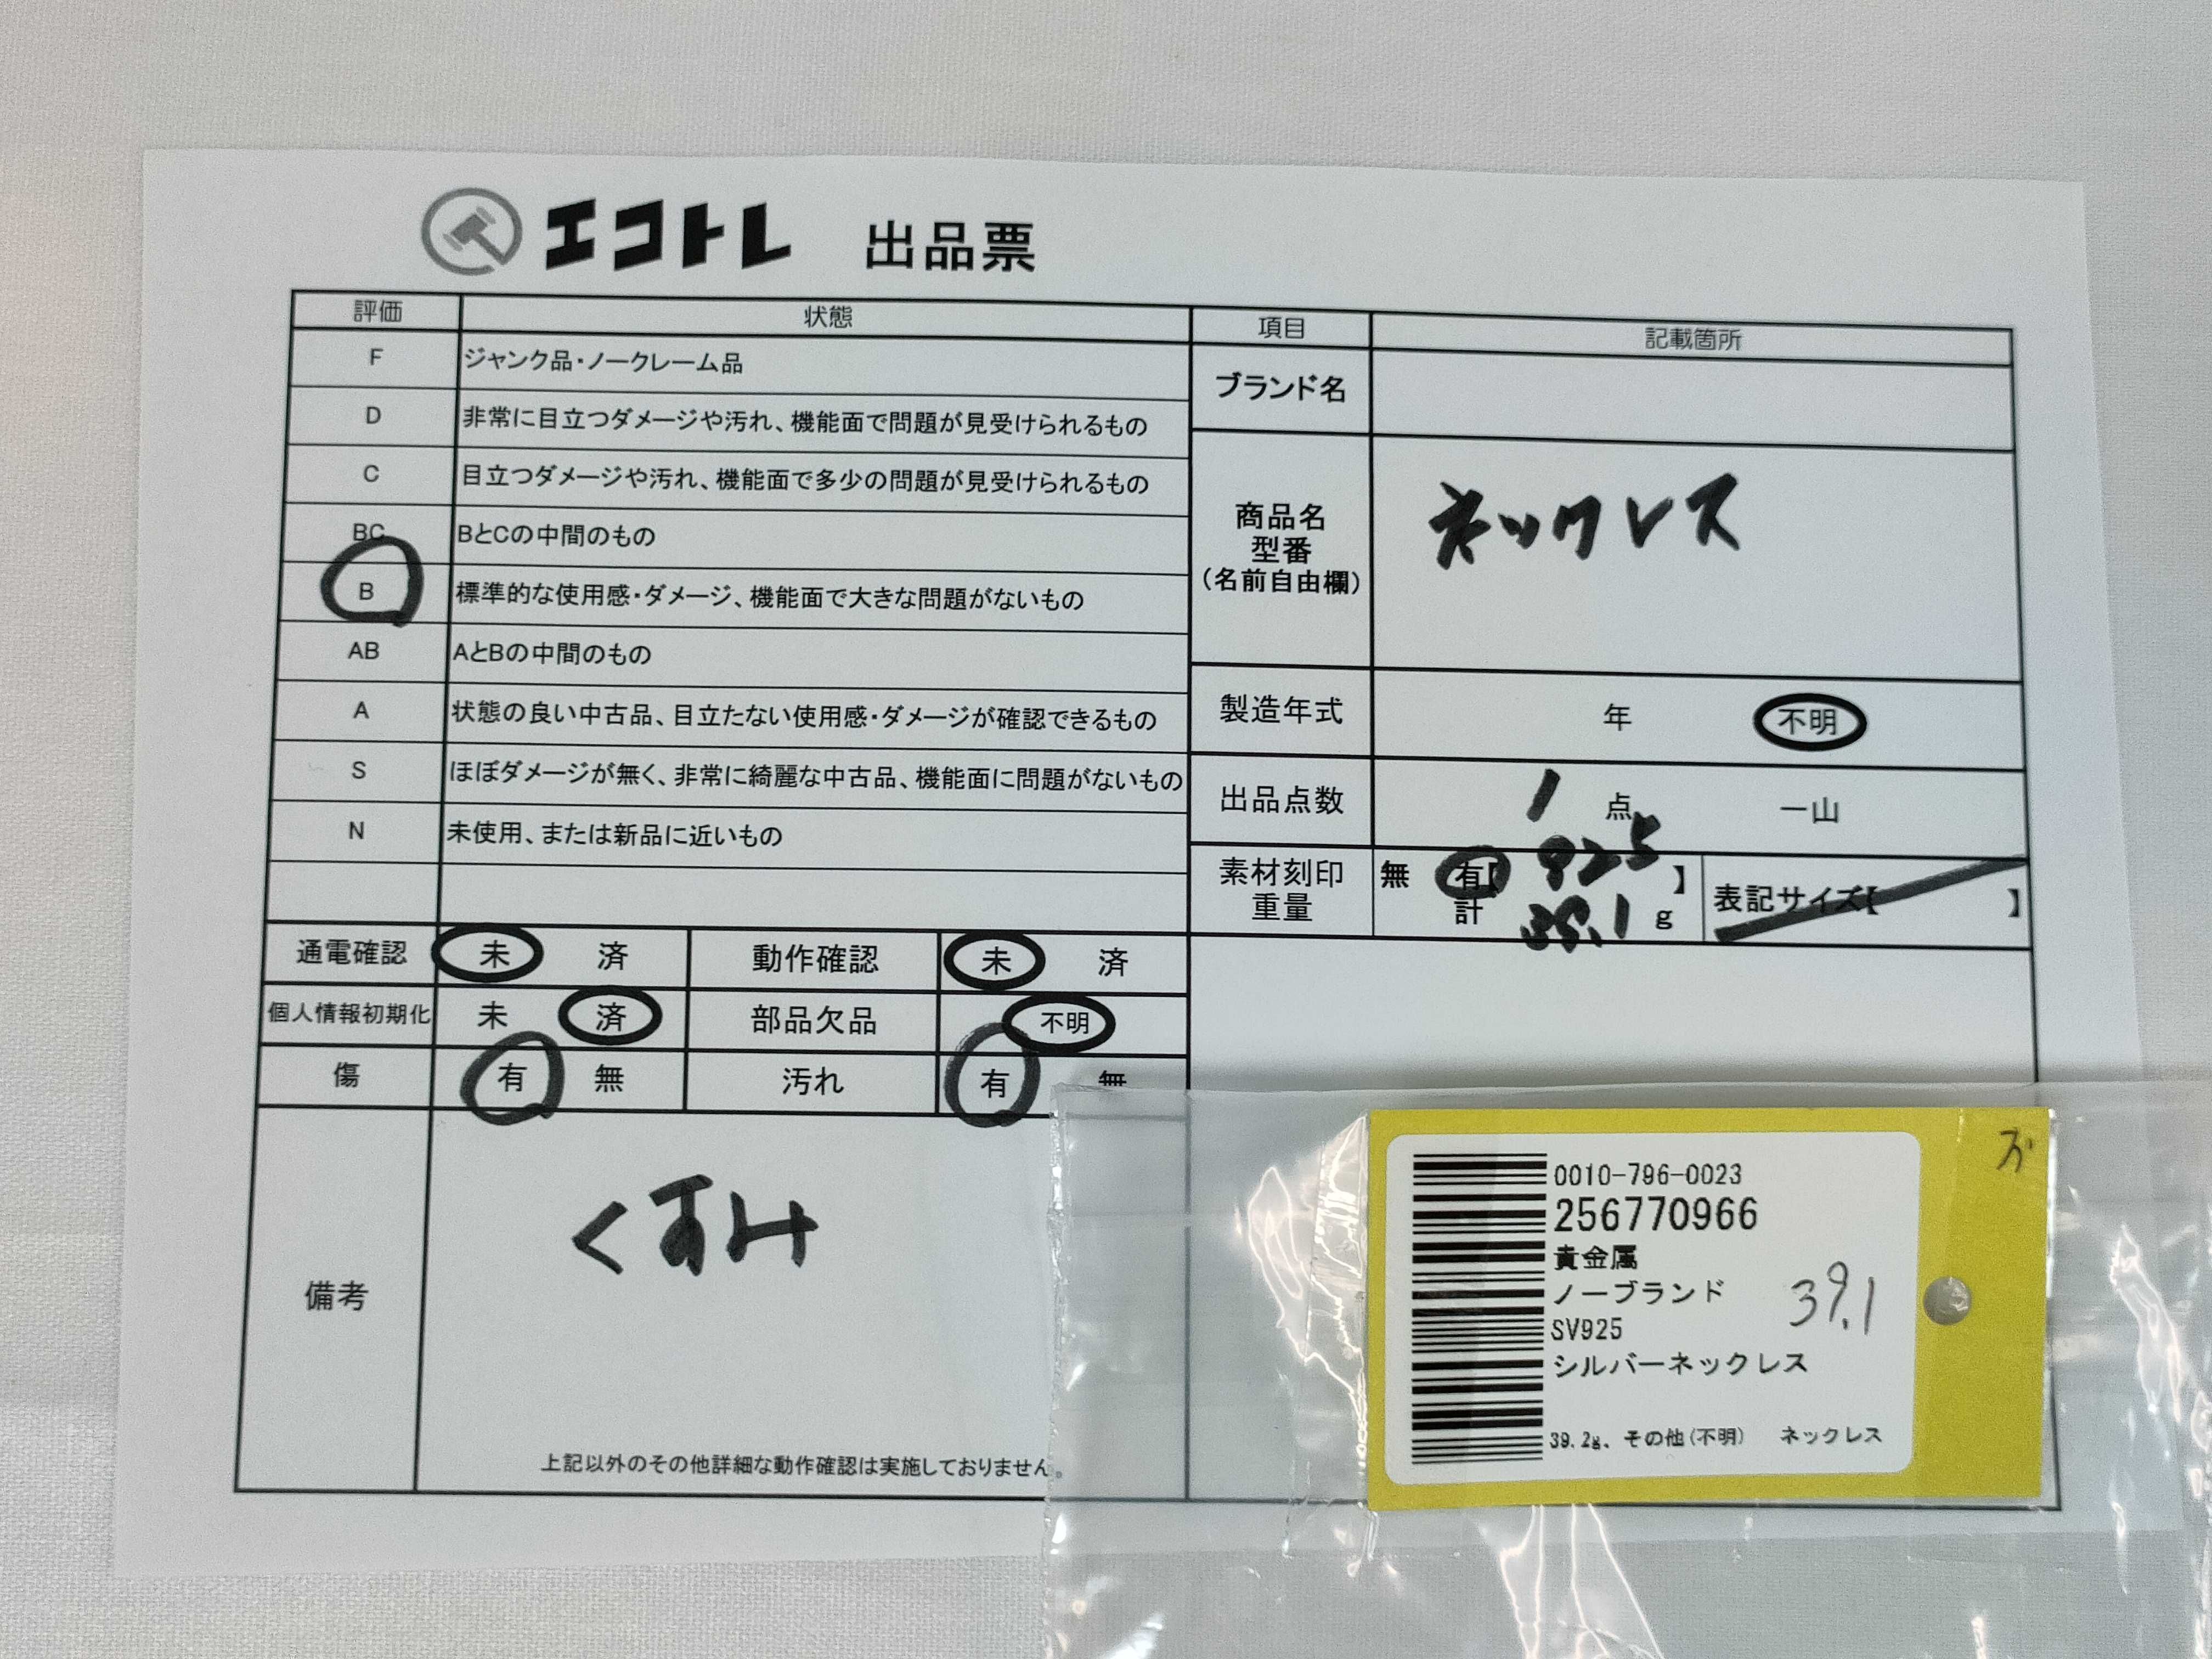 エコトレ 出品票
評価 状態 項目 記載箇所
F ジャンク品・ノークレーム品
D 非常に目立つダメージや汚れ、機能面で問題が見受けられるもの
C 目立つダメージや汚れ、機能面で多少の問題が見受けられるもの
BC BとCの中間のもの
B 標準的な使用感・ダメージ、機能面で大きな問題がないもの
AB AとBの中間のもの
A 状態の良い中古品、目立たない使用感・ダメージが確認できるもの
S ほぼダメージが無く、非常に綺麗な中古品、機能面に問題がないもの
N 未使用、または新品に近いもの
ブランド名
商品名
型番
(名前自由欄)
ネックレス
製造年式 年 不明
出品点数 1 点 一山
素材刻印
重量
無 有【 925 】
計 g
表記サイズ【 】
通電確認 未 済 動作確認 未 済
個人情報初期化 未 済 部品欠品 不明
傷 有 無 汚れ 有 無
備考
くすみ
上記以外のその他詳細な動作確認は実施しておりません。
0010-796-0023
256770966
貴金属
ノーブランド
39.1
SV925
シルバーネックレス
39.2g、その他(不明) ネックレス